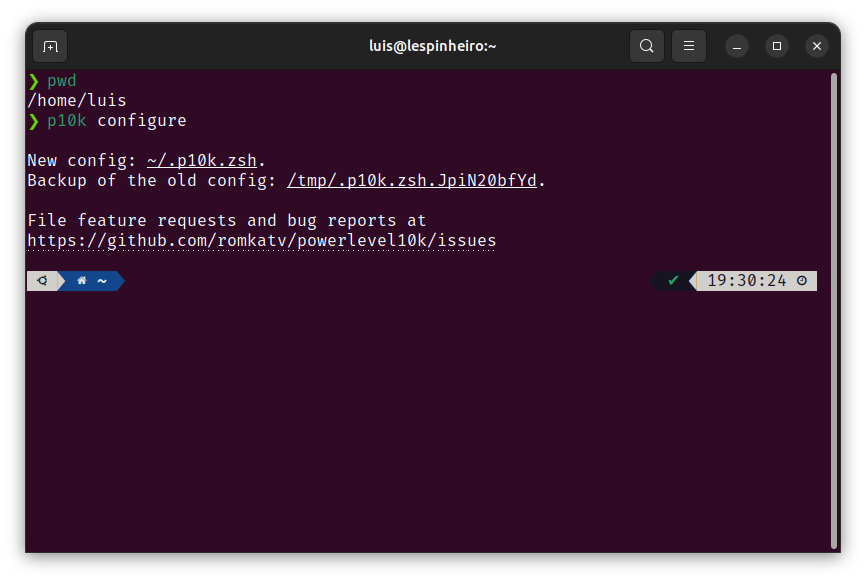 luis@lespinheiro:~
❯ pwd
/home/luis
❯ p10k configure
New config: ~/.p10k.zsh.
Backup of the old config: /tmp/.p10k.zsh.JpiN20bfYd.
File feature requests and bug reports at
https://github.com/romkatv/powerlevel10k/issues
~ ✔ 19:30:24